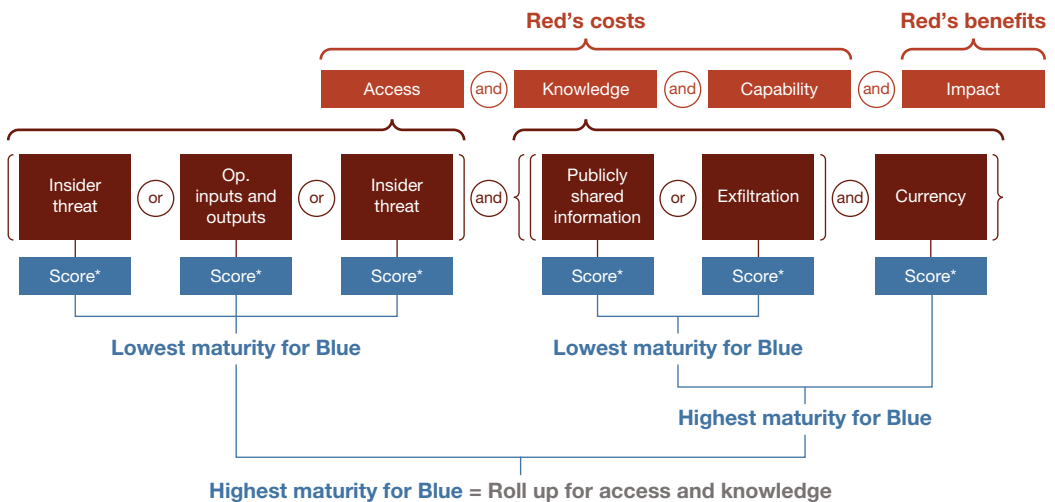 Red's costs
Red's benefits
Access
and
Knowledge
and
Capability
and
Impact
Insider
threat
or
Op.
inputs and
outputs
or
Insider
threat
and
Publicly
shared
information
or
Exfiltration
and
Currency
Score*
Score*
Score*
Score*
Score*
Score*
Lowest maturity for Blue
Lowest maturity for Blue
Highest maturity for Blue
Highest maturity for Blue = Roll up for access and knowledge